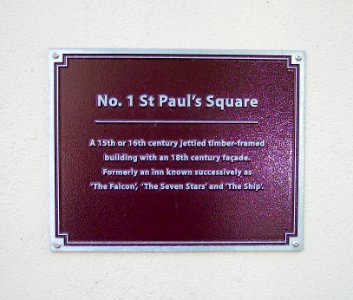 No. 1 St Paul's Square
A 15th or 16th century jettied timber-framed
building with an 18th century façade.
Formerly an inn known successively as
'The Falcon', 'The Seven Stars' and 'The Ship'.